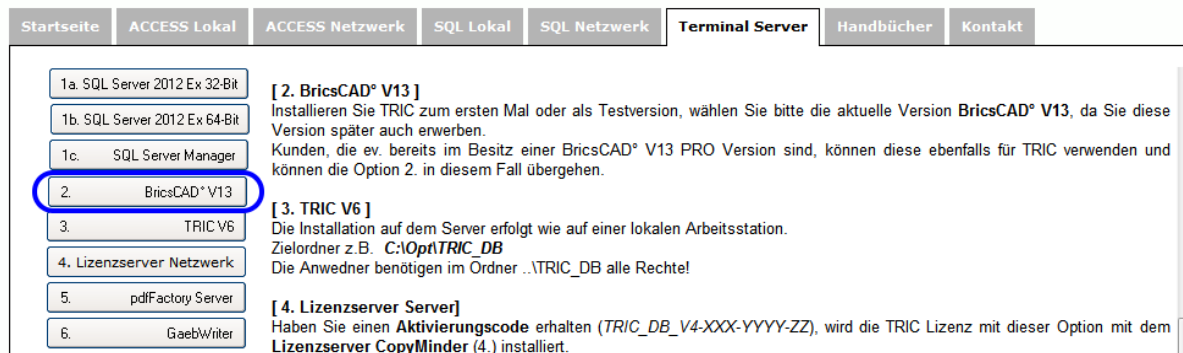 Startseite ACCESS Lokal ACCESS Netzwerk SQL Lokal SQL Netzwerk Terminal Server Handbücher Kontakt
1a. SQL Server 2012 Ex 32-Bit
1b. SQL Server 2012 Ex 64-Bit
1c. SQL Server Manager
2. BricsCAD° V13
3. TRIC V6
4. Lizenzserver Netzwerk
5. pdfFactory Server
6. GaebWriter
[ 2. BricsCAD° V13 ]
Installieren Sie TRIC zum ersten Mal oder als Testversion, wählen Sie bitte die aktuelle Version BricsCAD° V13, da Sie diese
Version später auch erwerben.
Kunden, die ev. bereits im Besitz einer BricsCAD° V13 PRO Version sind, können diese ebenfalls für TRIC verwenden und
können die Option 2. in diesem Fall übergehen.
[ 3. TRIC V6 ]
Die Installation auf dem Server erfolgt wie auf einer lokalen Arbeitsstation.
Zielordner z.B. C:\Opt\TRIC_DB
Die Anwedner benötigen im Ordner ..\TRIC_DB alle Rechte!
[ 4. Lizenzserver Server]
Haben Sie einen Aktivierungscode erhalten (TRIC_DB_V4-XXX-YYYY-ZZ), wird die TRIC Lizenz mit dieser Option mit dem
Lizenzserver CopyMinder (4.) installiert.